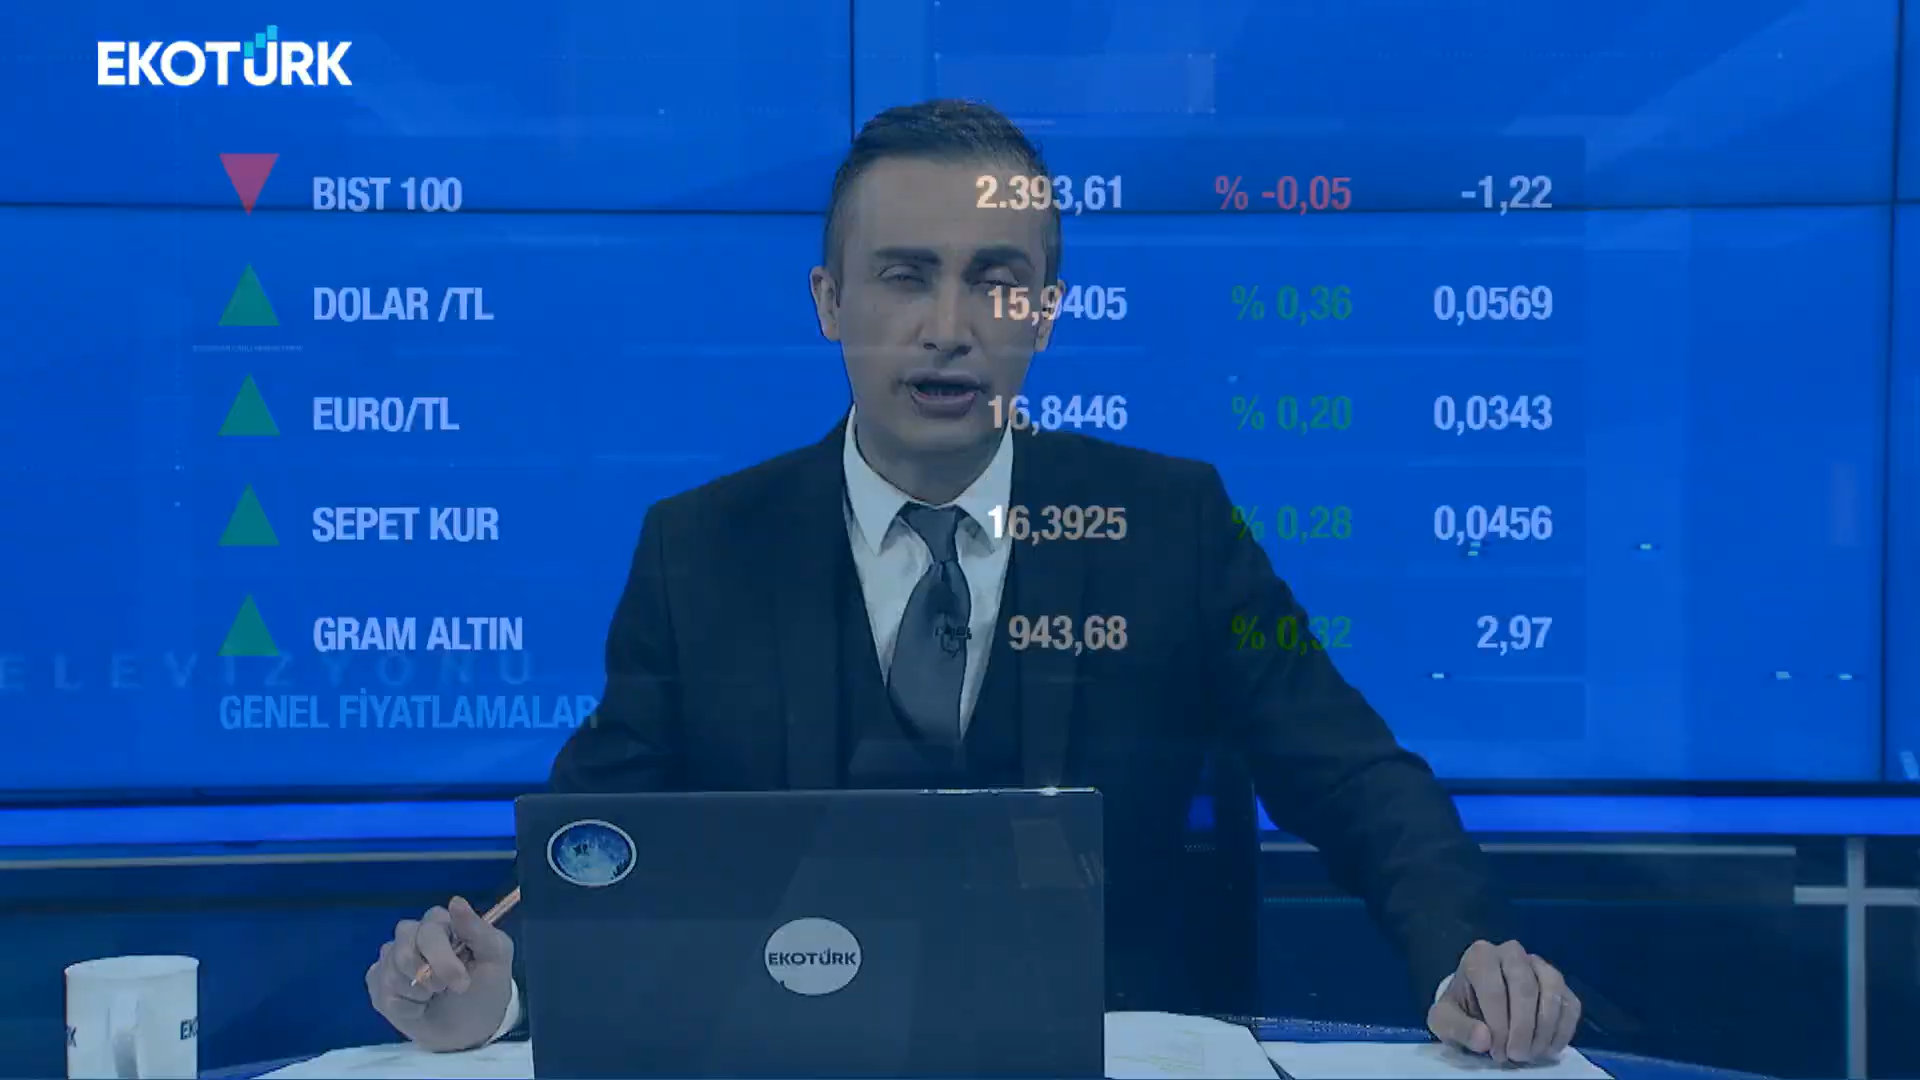 EKOTÜRK
BIST 100 2.393,61 % -0,05 -1,22
DOLAR /TL 15,9405 % 0,36 0,0569
EURO/TL 16,8446 % 0,20 0,0343
SEPET KUR 16,3925 % 0,28 0,0456
GRAM ALTIN 943,68 % 0,32 2,97
ELEVİZYONU
GENEL FİYATLAMALAR
EKOTÜRK